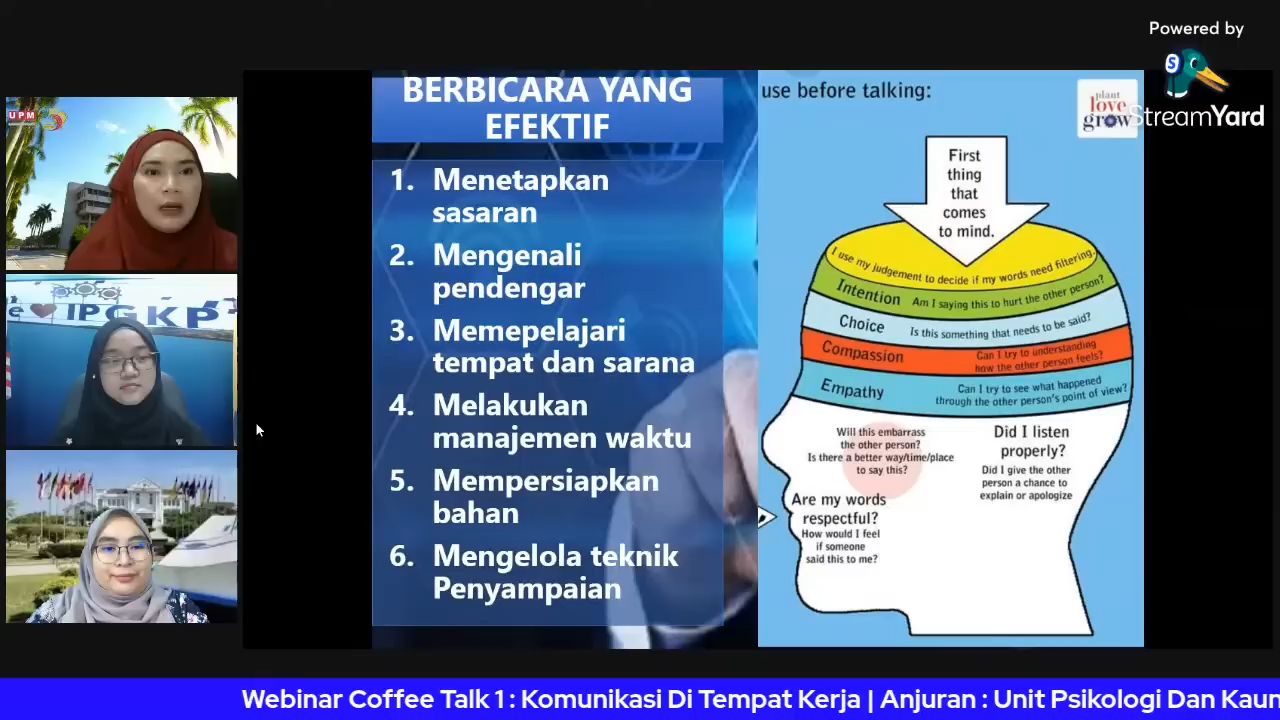 Powered by
StreamYard
UPM
IPGKP
BERBICARA YANG
EFEKTIF
1. Menetapkan
sasaran
2. Mengenali
pendengar
3. Memepelajari
tempat dan sarana
4. Melakukan
manajemen waktu
5. Mempersiapkan
bahan
6. Mengelola teknik
Penyampaian
use before talking:
plant
love
grow
First
thing
that
comes
to mind.
I use my judgement to decide if my words need filtering.
Intention Am I saying this to hurt the other person?
Choice Is this something that needs to be said?
Compassion Can I try to understanding
how the other person feels?
Empathy Can I try to see what happened
through the other person's point of view?
Will this embarrass
the other person?
Is there a better way/time/place
to say this?
Did I listen
properly?
Did I give the other
person a chance to
explain or apologize
Are my words
respectful?
How would I feel
if someone
said this to me?
Webinar Coffee Talk 1 : Komunikasi Di Tempat Kerja | Anjuran : Unit Psikologi Dan Kaun